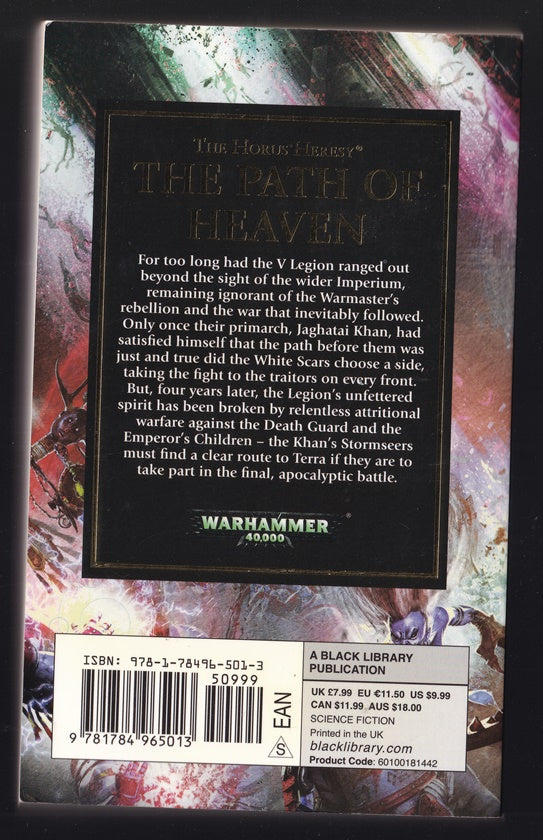 THE HORUS HERESY®
THE PATH OF
HEAVEN
For too long had the V Legion ranged out
beyond the sight of the wider Imperium,
remaining ignorant of the Warmaster's
rebellion and the war that inevitably followed.
Only once their primarch, Jaghatai Khan, had
satisfied himself that the path before them was
just and true did the White Scars choose a side,
taking the fight to the traitors on every front.
But, four years later, the Legion's unfettered
spirit has been broken by relentless attritional
warfare against the Death Guard and the
Emperor's Children – the Khan's Stormseers
must find a clear route to Terra if they are to
take part in the final, apocalyptic battle.
WARHAMMER®
40,000
ISBN: 978-1-78496-501-3
50999
9 781784 965013
S
EAN
A BLACK LIBRARY
PUBLICATION
UK £7.99 EU €11.50 US $9.99
CAN $11.99 AUS $18.00
SCIENCE FICTION
Printed in the UK
blacklibrary.com
Product Code: 60100181442